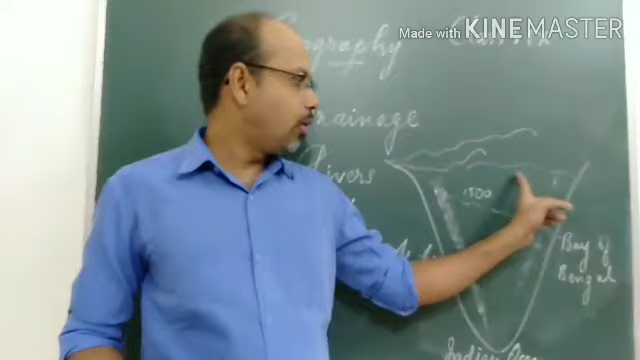 Made with KINEMASTER
Geography
Drainage
Rivers
1500
Bay of
Bengal
Indian